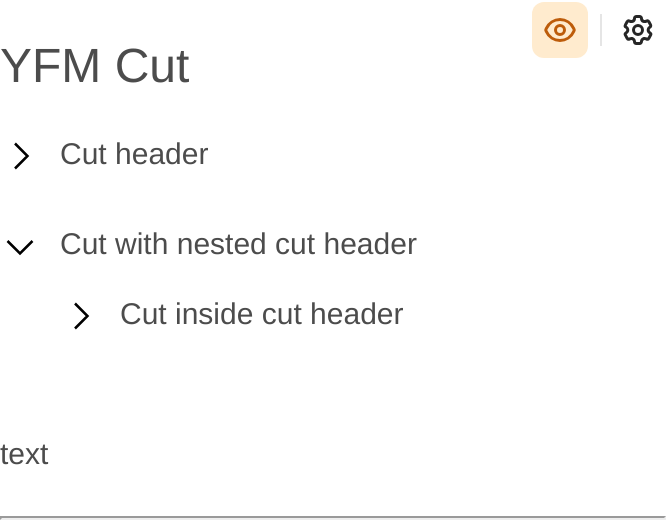 YFM Cut
Cut header
Cut with nested cut header
Cut inside cut header
text